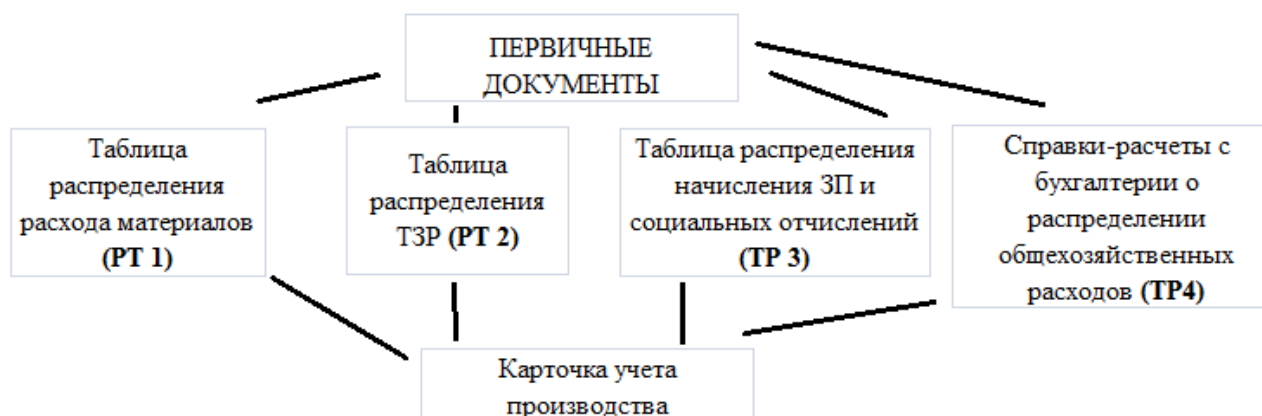 ПЕРВИЧНЫЕ
ДОКУМЕНТЫ
Таблица
распределения
расхода материалов
(РТ 1)
Таблица
распределения
ТЗР (РТ 2)
Таблица распределения
начисления ЗП и
социальных отчислений
(ТР 3)
Справки-расчеты с
бухгалтерии о
распределении
общехозяйственных
расходов (ТР4)
Карточка учета
производства